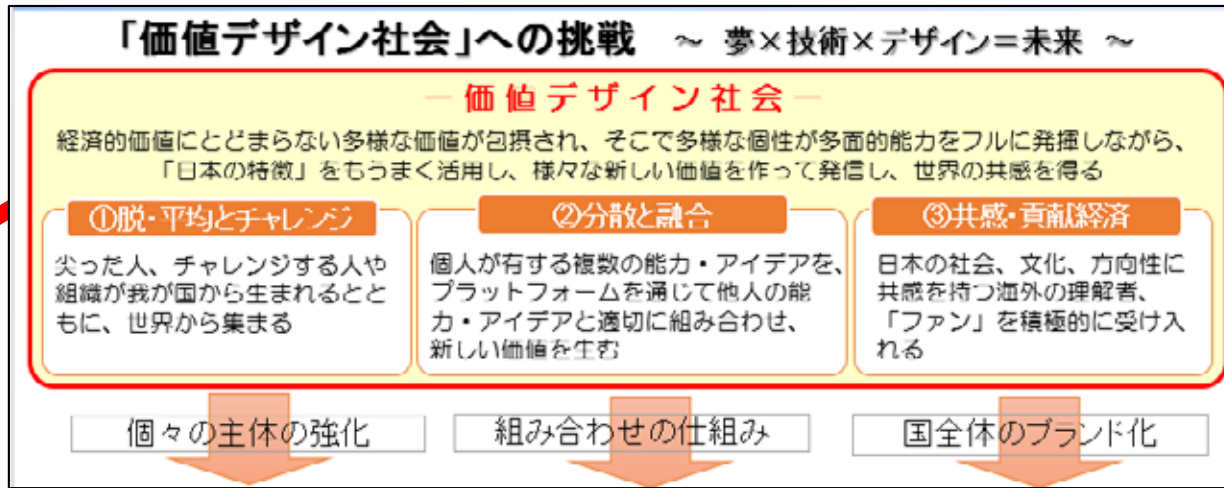 「価値デザイン社会」への挑戦 ～ 夢×技術×デザイン＝未来 ～
－価値デザイン社会－
経済的価値にとどまらない多様な価値が包摂され、そこで多様な個性が多面的能力をフルに発揮しながら、
「日本の特徴」をもうまく活用し、様々な新しい価値を作って発信し、世界の共感を得る
①脱・平均とチャレンジ
尖った人、チャレンジする人や
組織が我が国から生まれるとと
もに、世界から集まる
②分散と融合
個人が有する複数の能力・アイデアを、
プラットフォームを通じて他人の能
力・アイデアと適切に組み合わせ、
新しい価値を生む
③共感・貢献経済
日本の社会、文化、方向性に
共感を持つ海外の理解者、
「ファン」を積極的に受け入
れる
個々の主体の強化
組み合わせの仕組み
国全体のブランド化